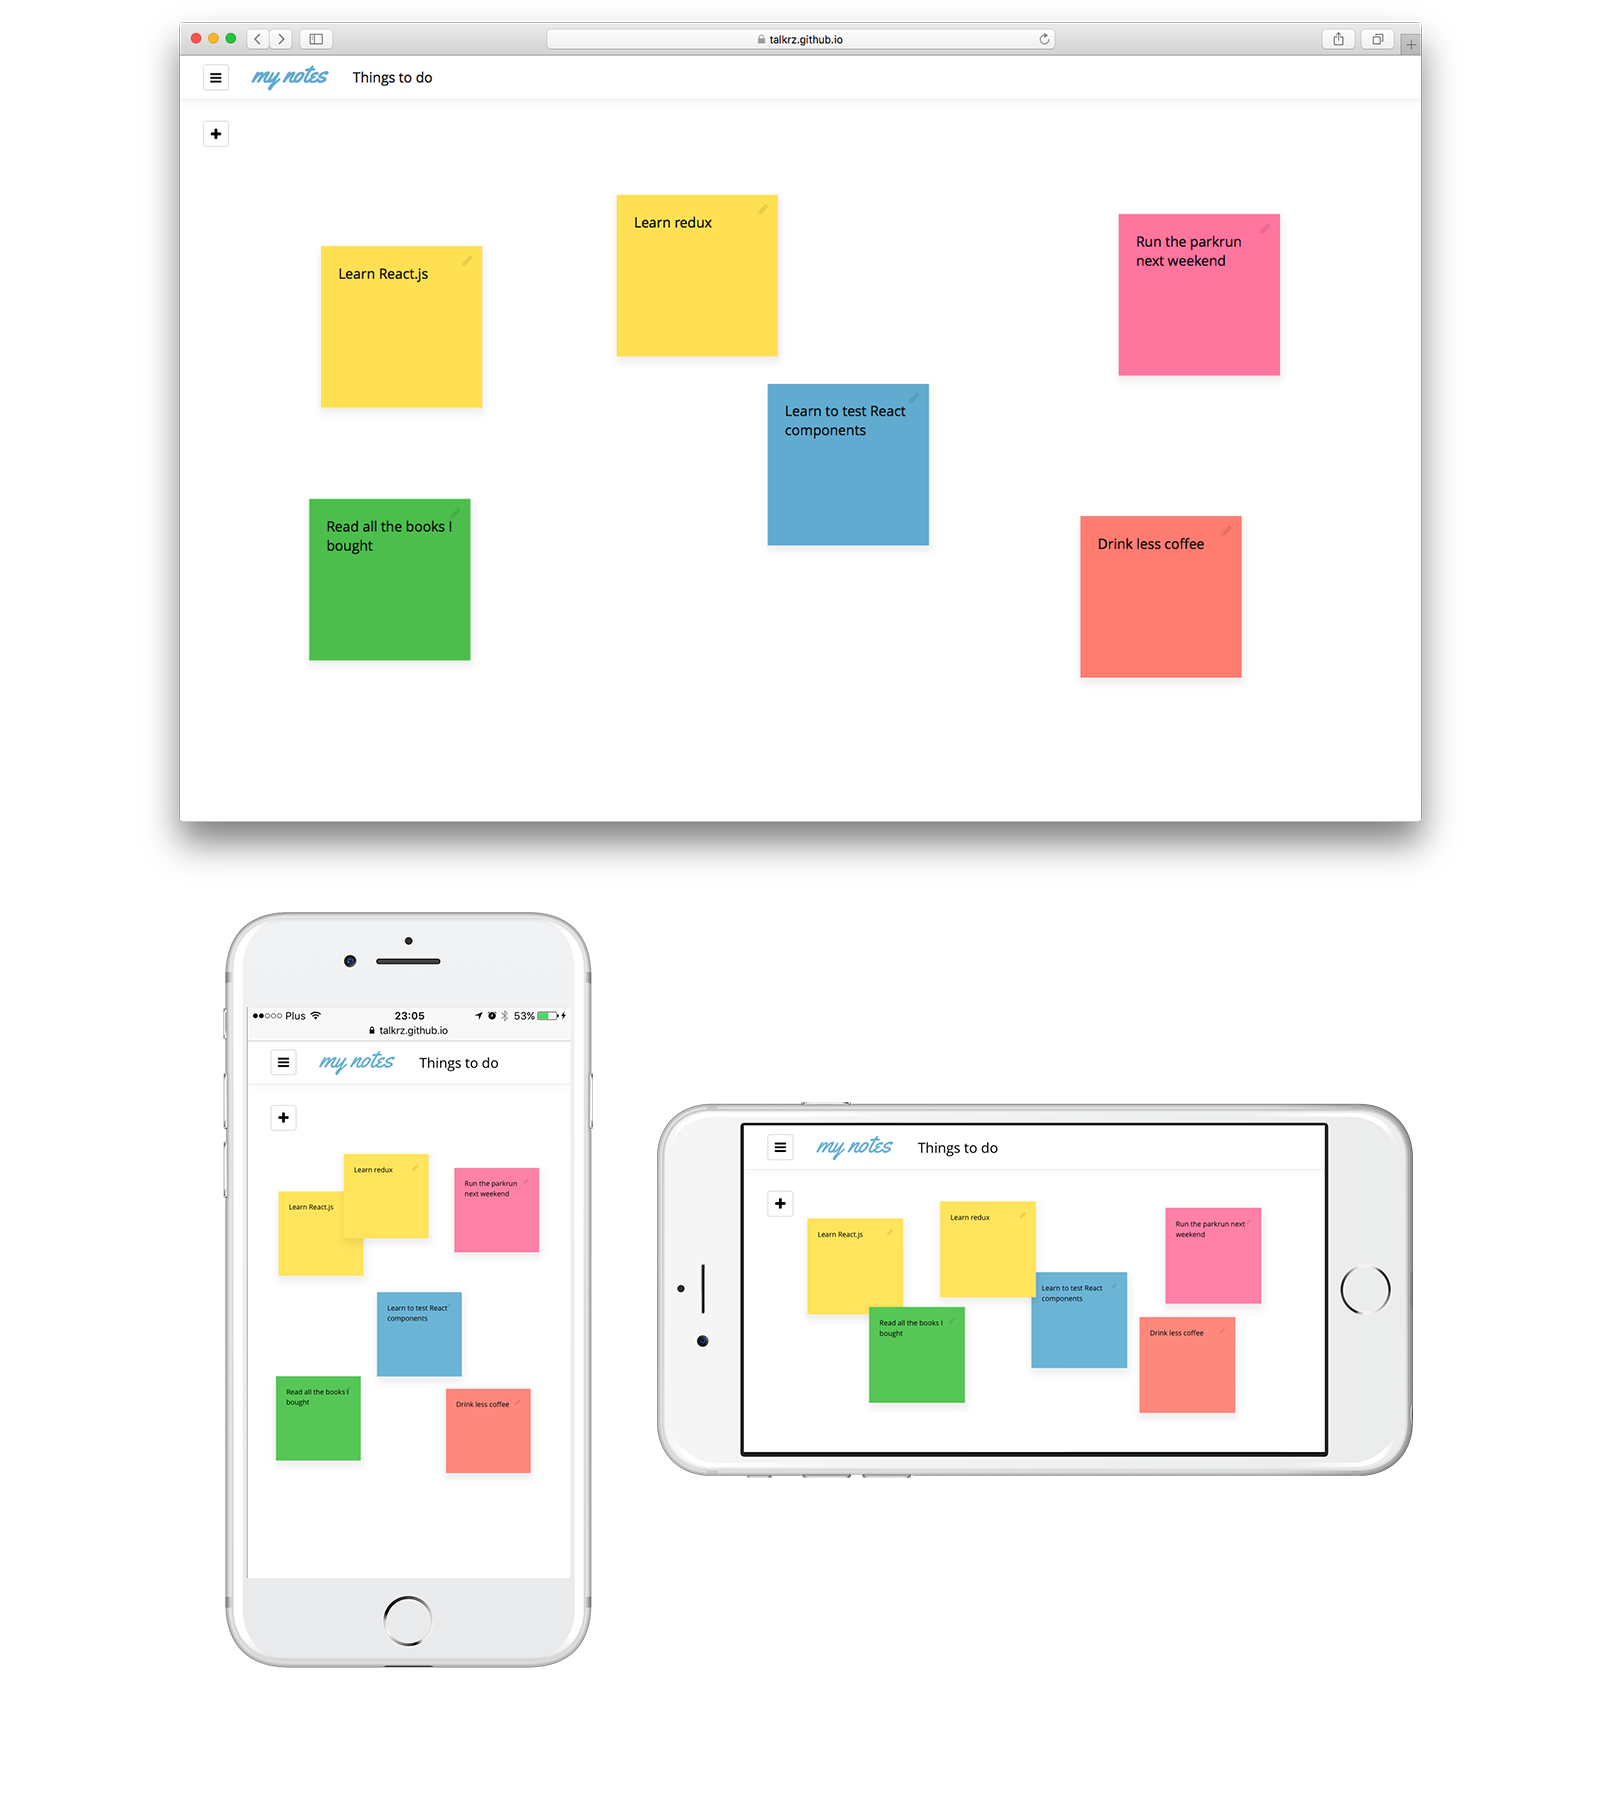 talkrz.github.io
my notes Things to do
Learn redux
Run the parkrun
next weekend
Learn React.js
Learn to test React
components
Read all the books I
bought
Drink less coffee
Plus 23:05 53%
talkrz.github.io
my notes Things to do
Learn redux
Run the parkrun
next weekend
Learn React.js
Learn to test React
components
Read all the books I
bought
Drink less coffee
my notes Things to do
Learn redux
Run the parkrun next
weekend
Learn React.js
Learn to test React
components
Read all the books I
bought
Drink less coffee